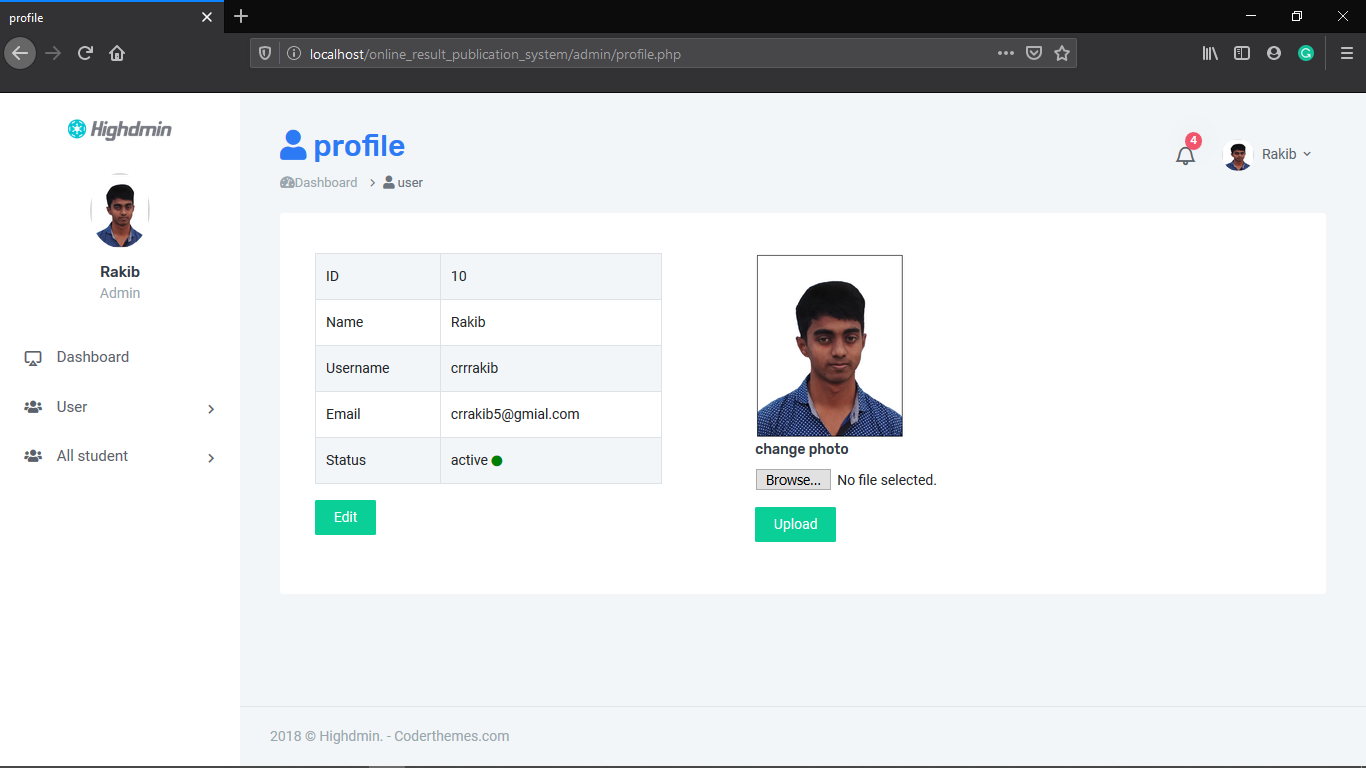 profile
localhost/online_result_publication_system/admin/profile.php
Highdmin
Rakib
Admin
Dashboard
User
All student
profile
Dashboard > user
4
Rakib
ID 10
Name Rakib
Username crrrakib
Email crrakib5@gmial.com
Status active
Edit
change photo
Browse... No file selected.
Upload
2018 © Highdmin. - Coderthemes.com